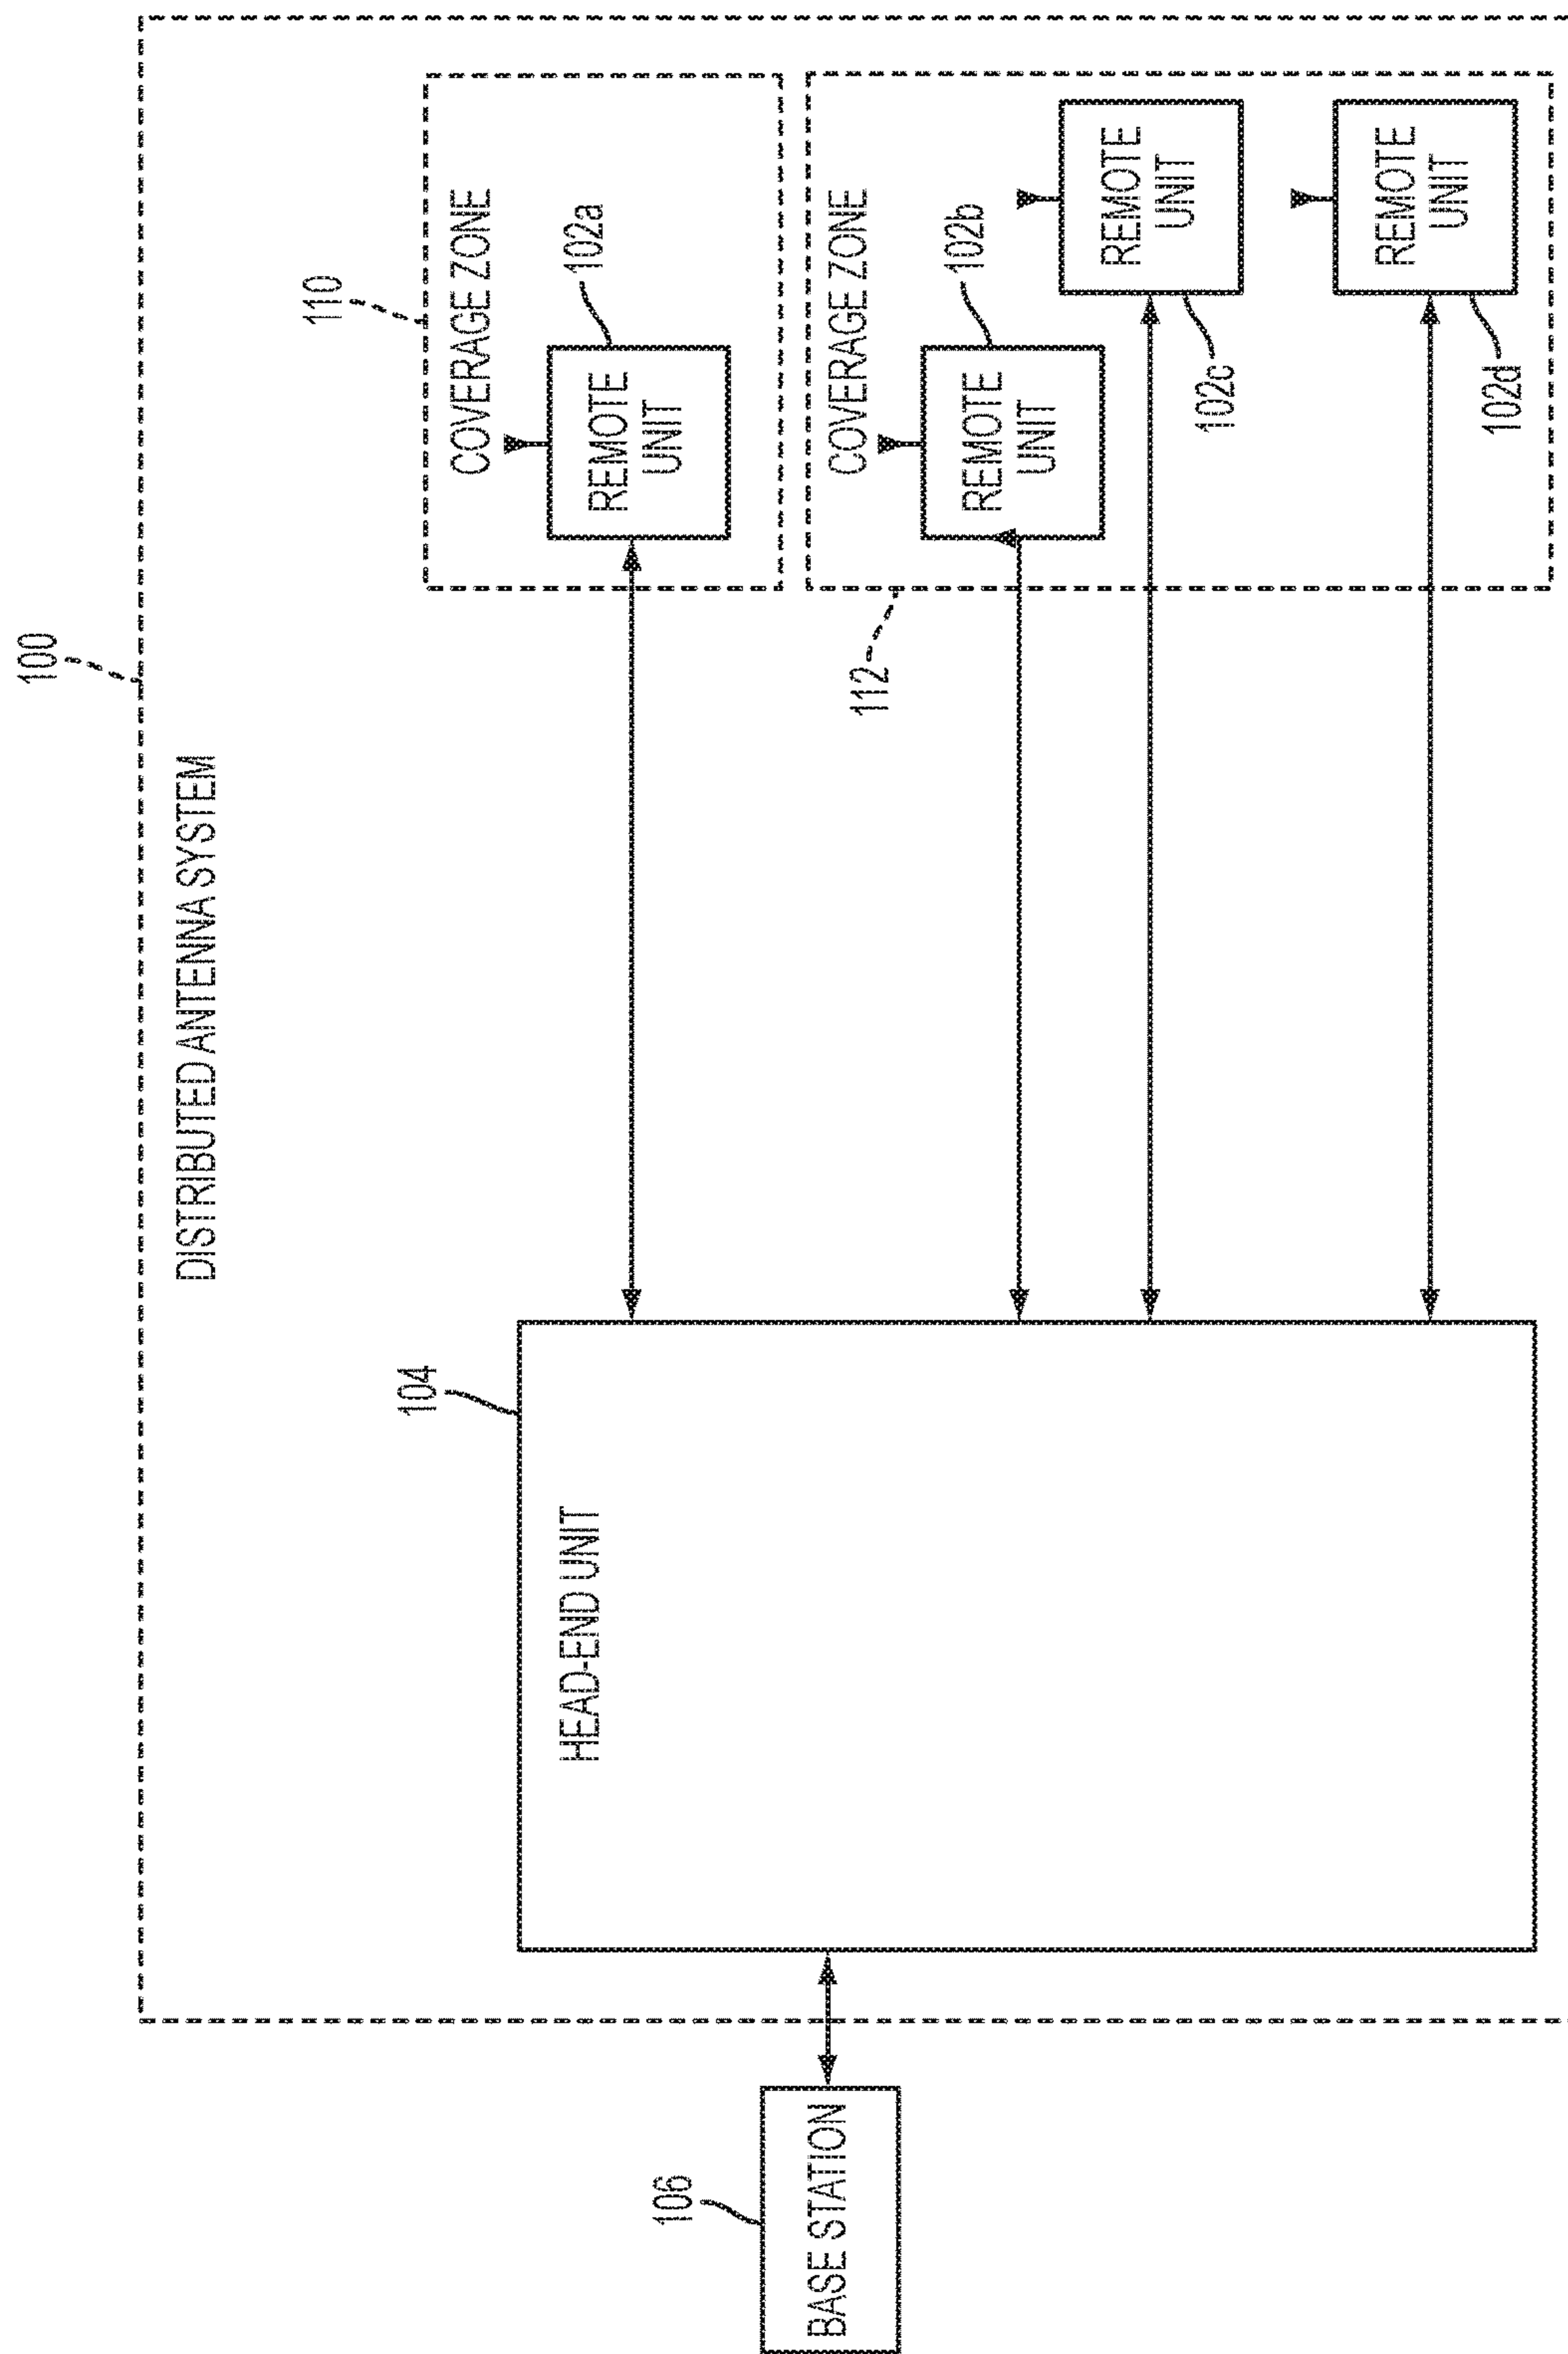 100
DISTRIBUTED ANTENNA SYSTEM
110
COVERAGE ZONE
102a
REMOTE
UNIT
104
HEAD-END UNIT
106
BASE STATION
112
COVERAGE ZONE
102b
REMOTE
UNIT
REMOTE
UNIT
102c
REMOTE
UNIT
102d